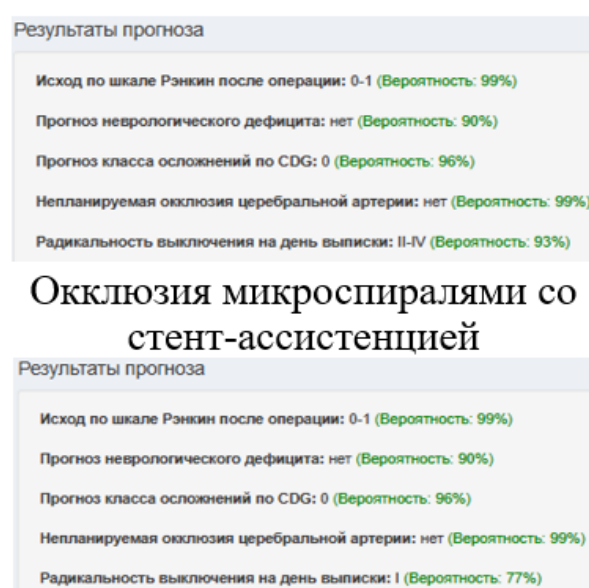 Результаты прогноза
Исход по шкале Рэнкин после операции: 0-1 (Вероятность: 99%)
Прогноз неврологического дефицита: нет (Вероятность: 90%)
Прогноз класса осложнений по CDG: 0 (Вероятность: 96%)
Непланируемая окклюзия церебральной артерии: нет (Вероятность: 99%)
Радикальность выключения на день выписки: II-IV (Вероятность: 93%)
Окклюзия микроспиралями со
стент-ассистенцией
Результаты прогноза
Исход по шкале Рэнкин после операции: 0-1 (Вероятность: 99%)
Прогноз неврологического дефицита: нет (Вероятность: 90%)
Прогноз класса осложнений по CDG: 0 (Вероятность: 96%)
Непланируемая окклюзия церебральной артерии: нет (Вероятность: 99%)
Радикальность выключения на день выписки: I (Вероятность: 77%)